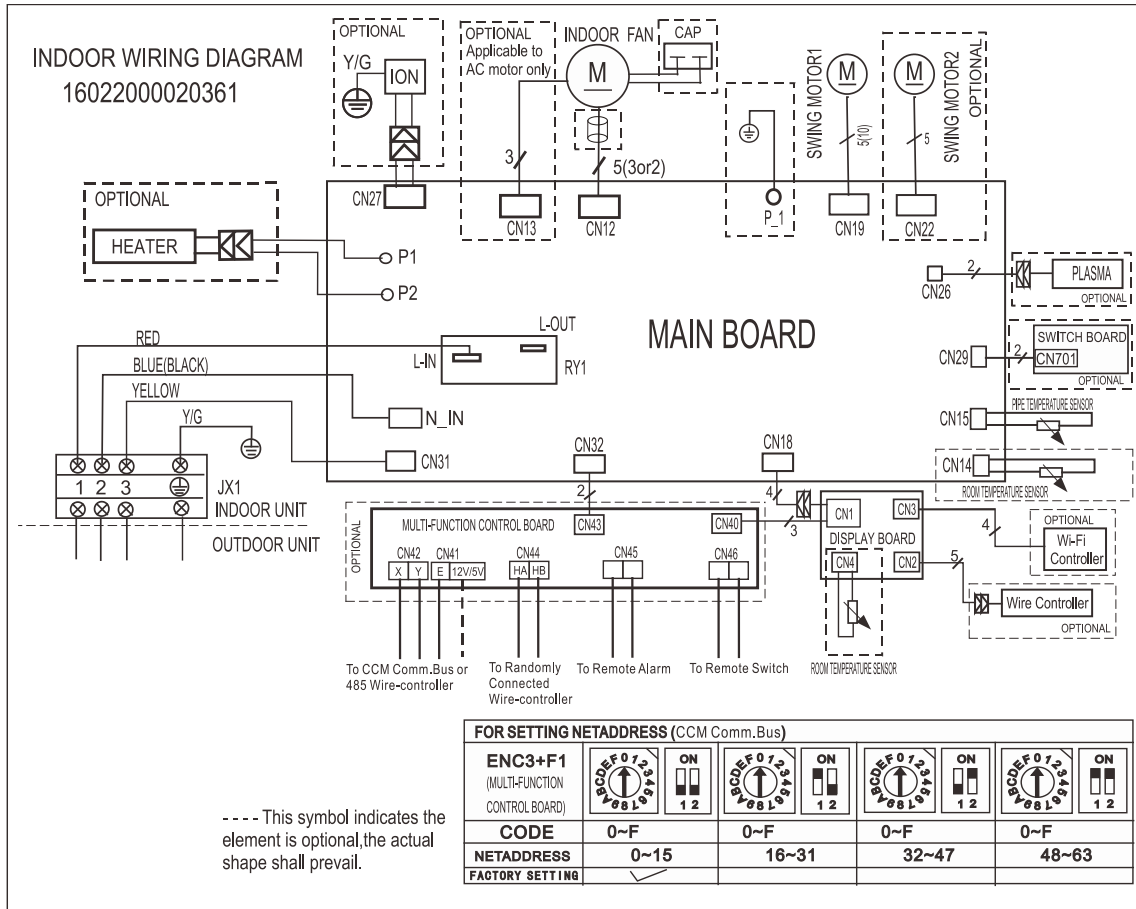 INDOOR WIRING DIAGRAM
16022000020361
OPTIONAL
Y/G
ION
CN27
OPTIONAL
Applicable to
AC motor only
3
CN13
INDOOR FAN
M
CAP
5(3or2)
CN12
P_1
SWING MOTOR1
M
5(10)
CN19
SWING MOTOR2
OPTIONAL
M
5
CN22
OPTIONAL
HEATER
P1
P2
CN26
2
PLASMA
OPTIONAL
MAIN BOARD
L-OUT
L-IN
RY1
CN29
2
SWITCH BOARD
CN701
OPTIONAL
RED
BLUE(BLACK)
YELLOW
Y/G
N_IN
CN31
CN15
PIPE TEMPERATURE SENSOR
CN14
ROOM TEMPERATURE SENSOR
1 2 3
JX1
INDOOR UNIT
OUTDOOR UNIT
CN32
2
CN18
4
OPTIONAL
MULTI-FUNCTION CONTROL BOARD
CN43
CN40
3
CN42
X Y
CN41
E 12V/5V
CN44
HA HB
CN45
CN46
CN1
CN3
DISPLAY BOARD
CN4
CN2
4
OPTIONAL
Wi-Fi
Controller
5
Wire Controller
OPTIONAL
ROOM TEMPERATURE SENSOR
To CCM Comm.Bus or
485 Wire-controller
To Randomly
Connected
Wire-controller
To Remote Alarm
To Remote Switch
FOR SETTING NETADDRESS (CCM Comm.Bus)
ENC3+F1
(MULTI-FUNCTION
CONTROL BOARD)
0123456789ABCDEF
ON
1 2
0123456789ABCDEF
ON
1 2
0123456789ABCDEF
ON
1 2
0123456789ABCDEF
ON
1 2
CODE 0~F 0~F 0~F 0~F
NETADDRESS 0~15 16~31 32~47 48~63
FACTORY SETTING
---- This symbol indicates the
element is optional,the actual
shape shall prevail.